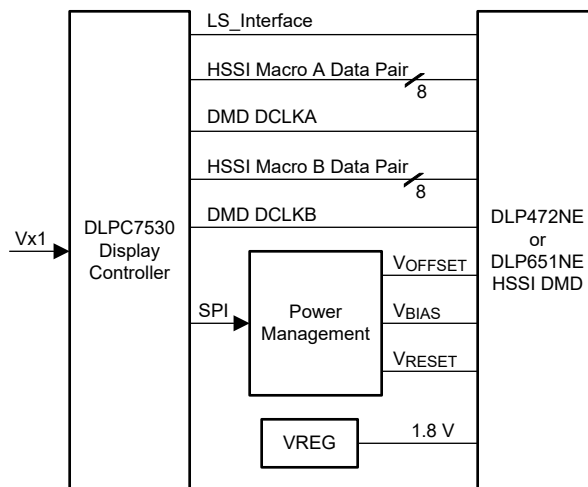 LS_Interface
HSSI Macro A Data Pair
8
DMD DCLKA
HSSI Macro B Data Pair
8
DMD DCLKB
Vx1
DLPC7530
Display
Controller
SPI
Power
Management
VOFFSET
VBIAS
VRESET
VREG
1.8 V
DLP472NE
or
DLP651NE
HSSI DMD